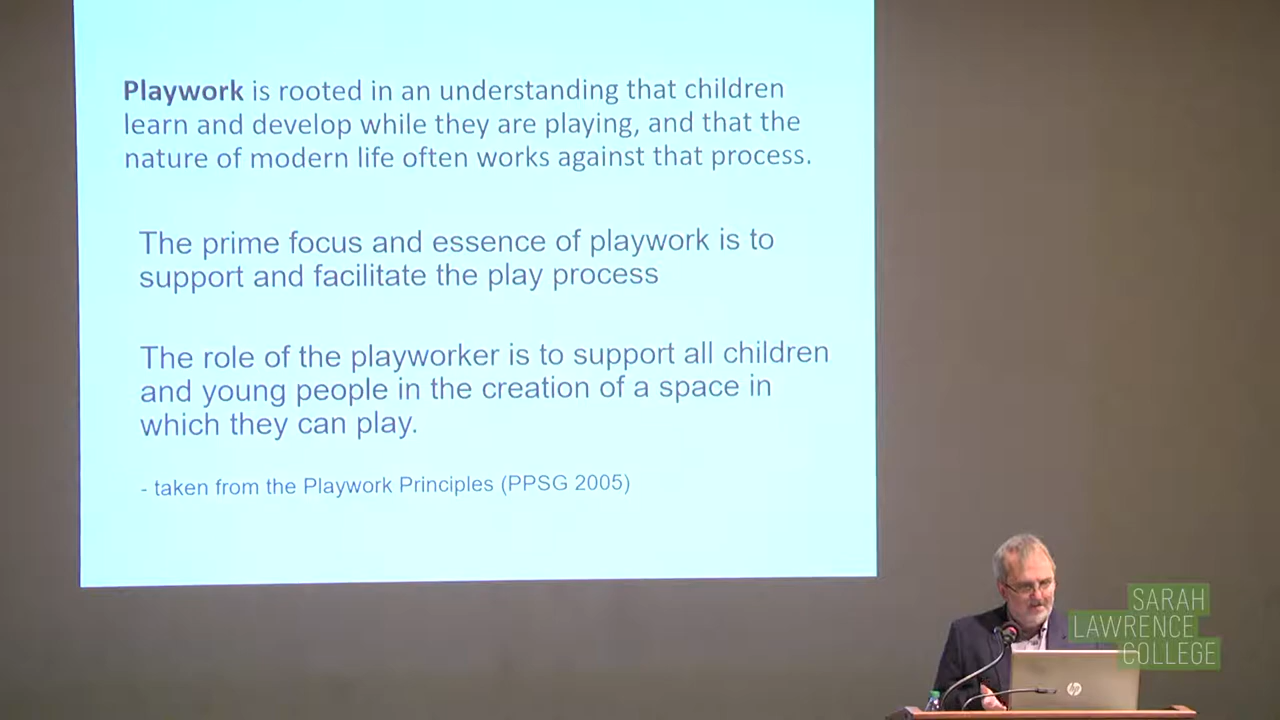 Playwork is rooted in an understanding that children
learn and develop while they are playing, and that the
nature of modern life often works against that process.
The prime focus and essence of playwork is to
support and facilitate the play process
The role of the playworker is to support all children
and young people in the creation of a space in
which they can play.
- taken from the Playwork Principles (PPSG 2005)
SARAH
LAWRENCE
COLLEGE
hp